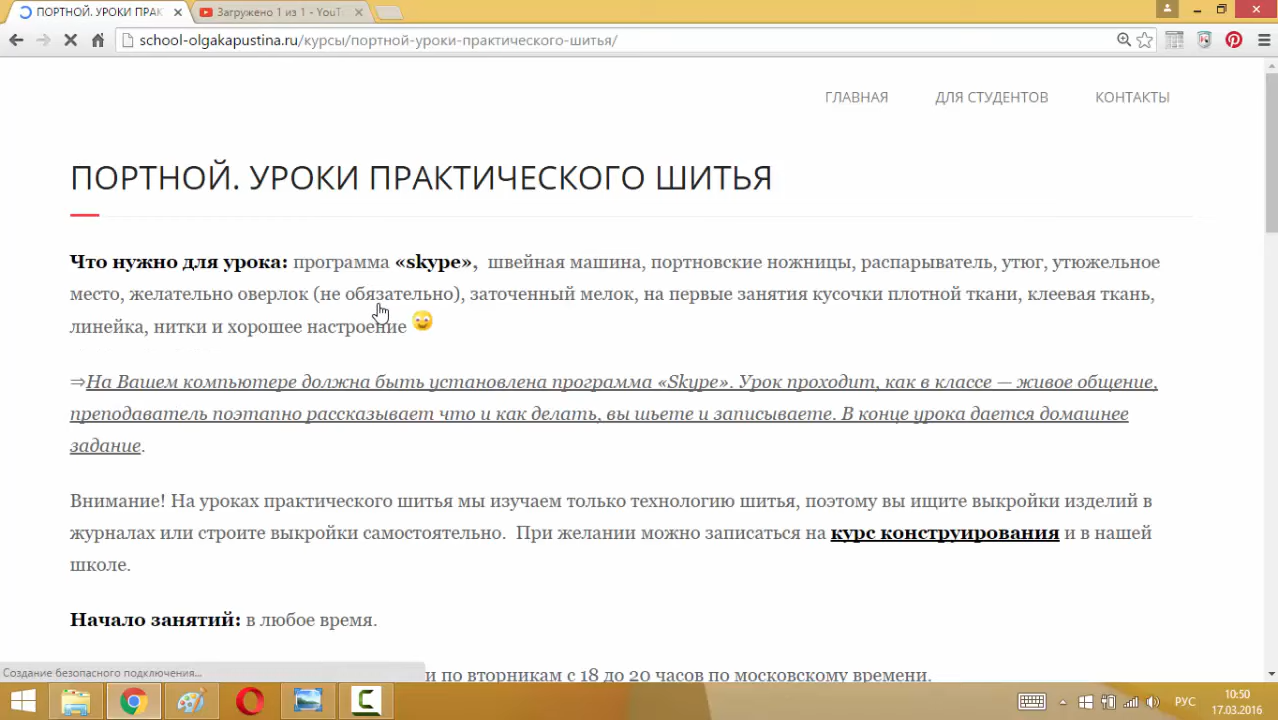 ПОРТНОЙ. УРОКИ ПРАК
Загружено 1 из 1 - YouT
school-olgakapustina.ru/курсы/портной-уроки-практического-шитья/
ГЛАВНАЯ ДЛЯ СТУДЕНТОВ КОНТАКТЫ
ПОРТНОЙ. УРОКИ ПРАКТИЧЕСКОГО ШИТЬЯ
Что нужно для урока: программа «skype», швейная машина, портновские ножницы, распарыватель, утюг, утюжельное
место, желательно оверлок (не обязательно), заточенный мелок, на первые занятия кусочки плотной ткани, клеевая ткань,
линейка, нитки и хорошее настроение
⇒На Вашем компьютере должна быть установлена программа «Skype». Урок проходит, как в классе — живое общение,
преподаватель поэтапно рассказывает что и как делать, вы шьете и записываете. В конце урока дается домашнее
задание.
Внимание! На уроках практического шитья мы изучаем только технологию шитья, поэтому вы ищите выкройки изделий в
журналах или строите выкройки самостоятельно. При желании можно записаться на курс конструирования и в нашей
школе.
Начало занятий: в любое время.
Создание безопасного подключения...
и по вторникам с 18 до 20 часов по московскому времени.
РУС
10:50
17.03.2016